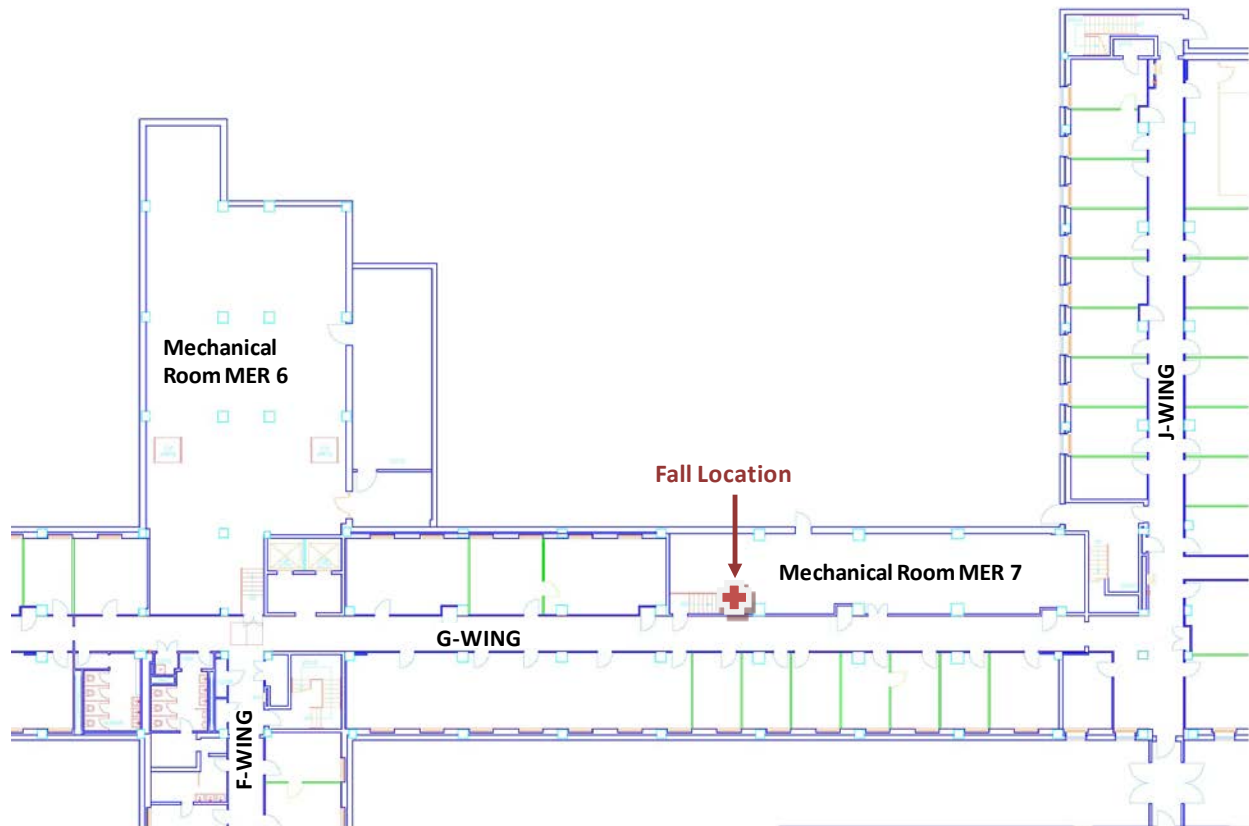 Mechanical
Room MER 6
Fall Location
Mechanical Room MER 7
G-WING
F-WING
J-WING